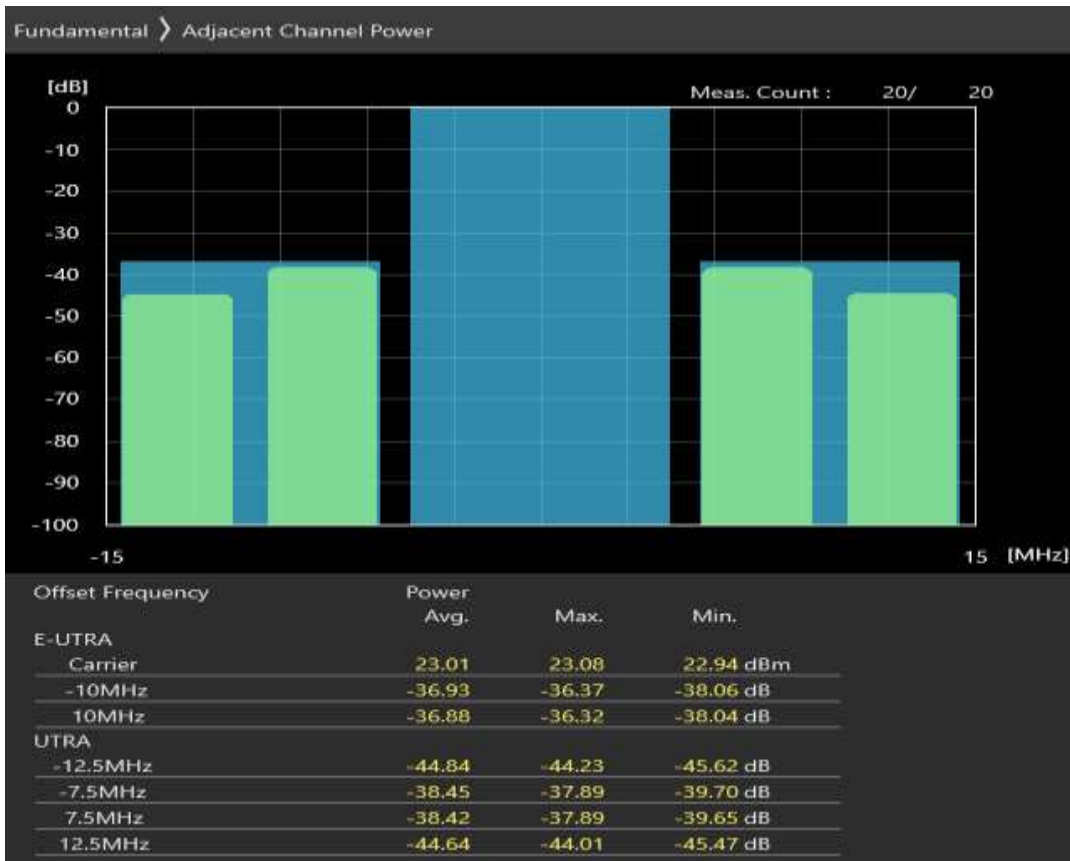 Fundamental 〉 Adjacent Channel Power
[dB]
Meas. Count : 20/ 20
0
-10
-20
-30
-40
-50
-60
-70
-80
-90
-100
-15 15 [MHz]
Offset Frequency Power
Avg. Max. Min.
E-UTRA
Carrier 23.01 23.08 22.94 dBm
-10MHz -36.93 -36.37 -38.06 dB
10MHz -36.88 -36.32 -38.04 dB
UTRA
-12.5MHz -44.84 -44.23 -45.62 dB
-7.5MHz -38.45 -37.89 -39.70 dB
7.5MHz -38.42 -37.89 -39.65 dB
12.5MHz -44.64 -44.01 -45.47 dB